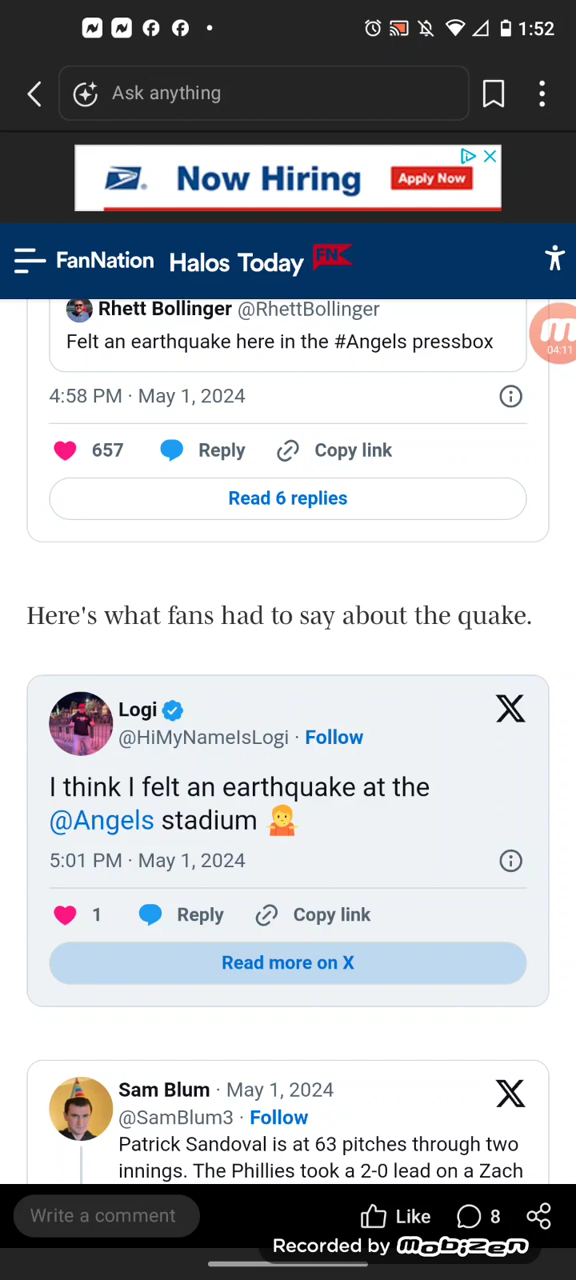 1:52
Ask anything
Now Hiring
Apply Now
FanNation Halos Today FN
Rhett Bollinger @RhettBollinger
Felt an earthquake here in the #Angels pressbox
04:11
4:58 PM · May 1, 2024
657 Reply Copy link
Read 6 replies
Here's what fans had to say about the quake.
Logi
@HiMyNameIsLogi · Follow
I think I felt an earthquake at the
@Angels stadium 🤷
5:01 PM · May 1, 2024
1 Reply Copy link
Read more on X
Sam Blum · May 1, 2024
@SamBlum3 · Follow
Patrick Sandoval is at 63 pitches through two
innings. The Phillies took a 2-0 lead on a Zach
Write a comment Like 8
Recorded by mobizen